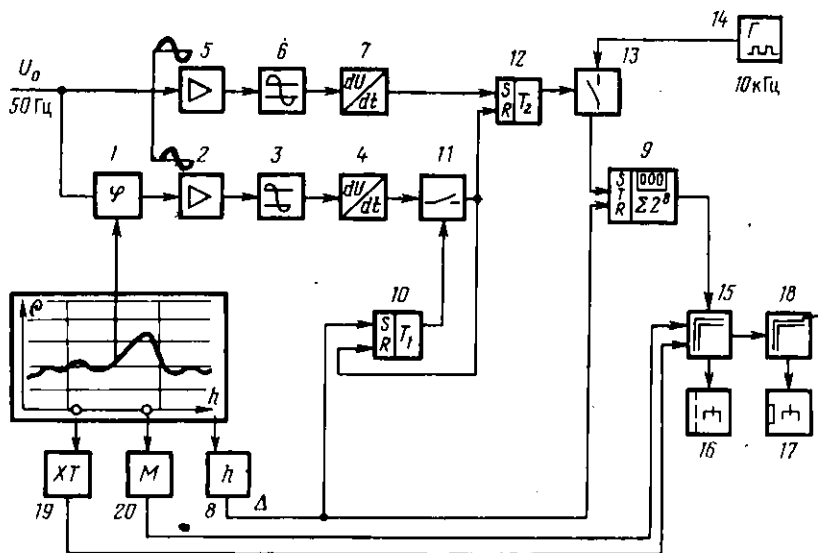 14
5 6 7 12 Г
U₀ 13
50 Гц dU/dt S R T₂ 10 кГц
1 2 3 4 11 9
φ dU/dt S T R 000 Σ2⁸
10 15 18
ρ S R T₁
h
16 17
ХТ М h
19 20 8 Δ